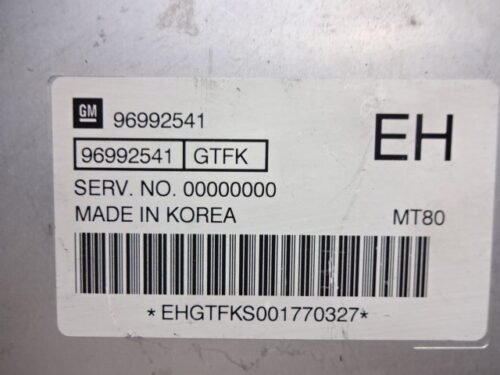 GM 96992541
EH
96992541 GTFK
SERV. NO. 00000000
MADE IN KOREA
MT80
*EHGTFKS001770327*